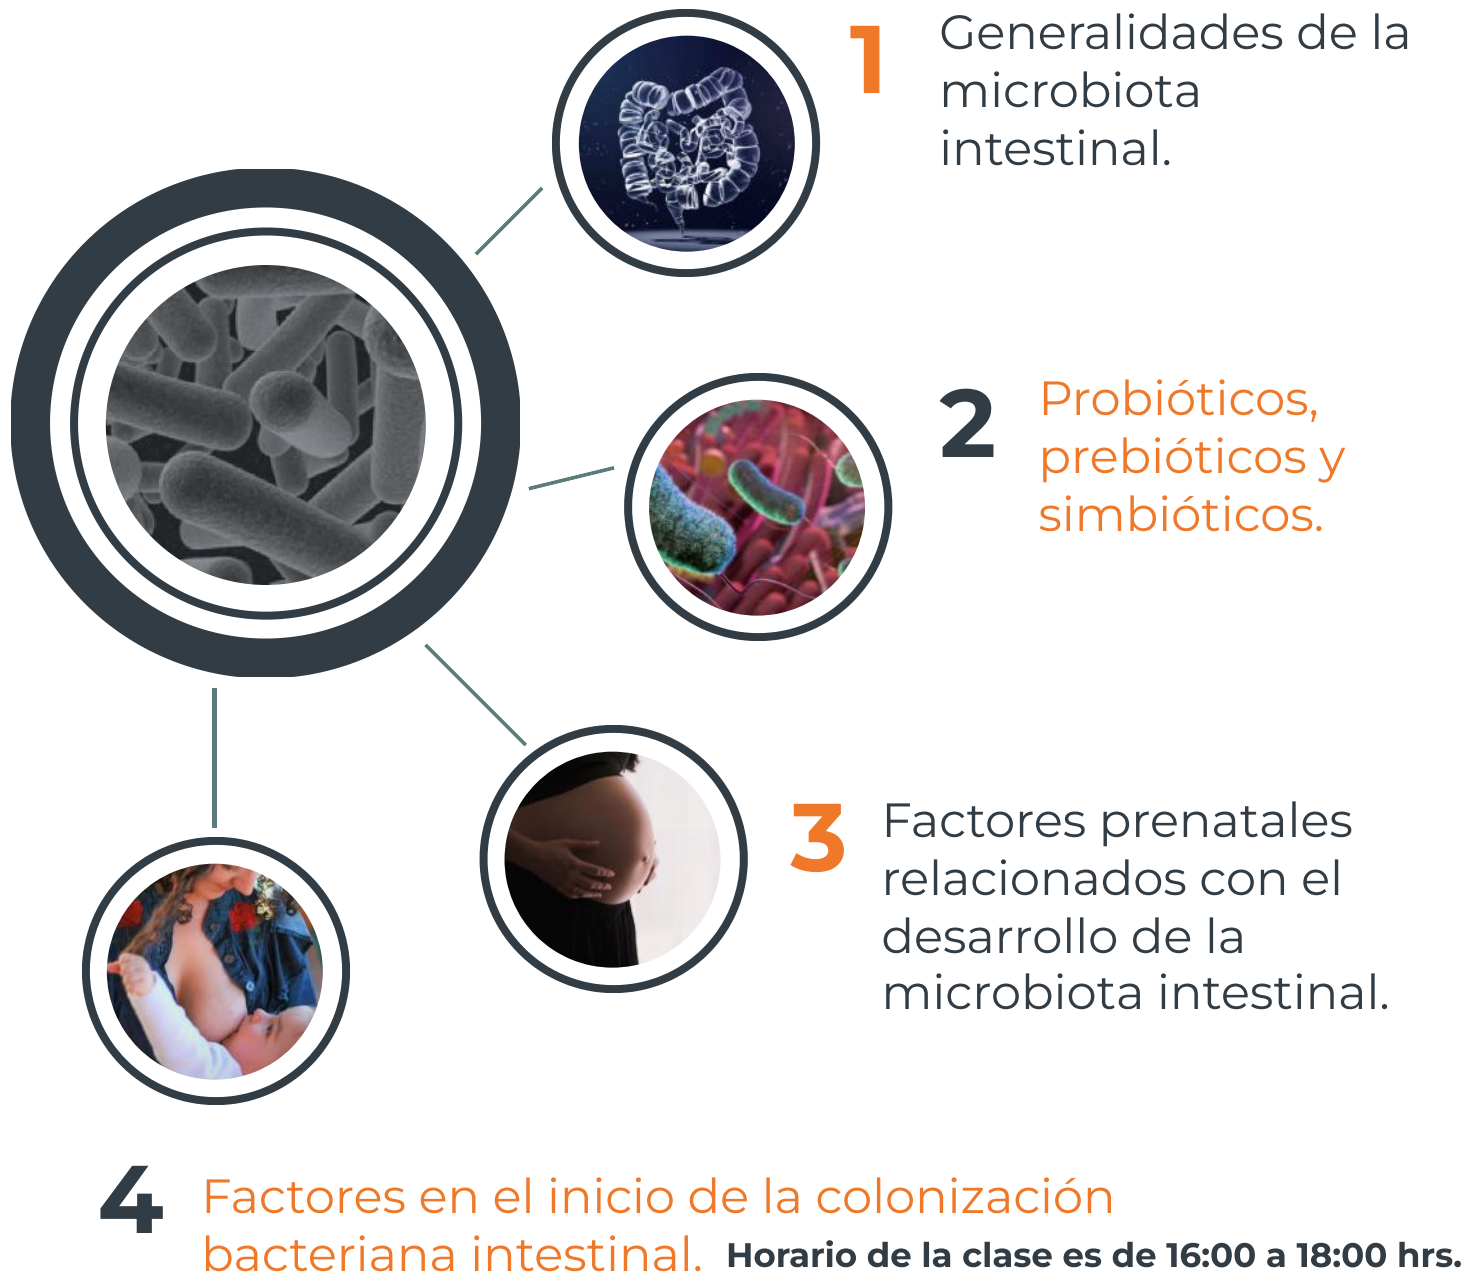 1
Generalidades de la
microbiota
intestinal.
2
Probióticos,
prebióticos y
simbióticos.
3
Factores prenatales
relacionados con el
desarrollo de la
microbiota intestinal.
4
Factores en el inicio de la colonización
bacteriana intestinal.
Horario de la clase es de 16:00 a 18:00 hrs.